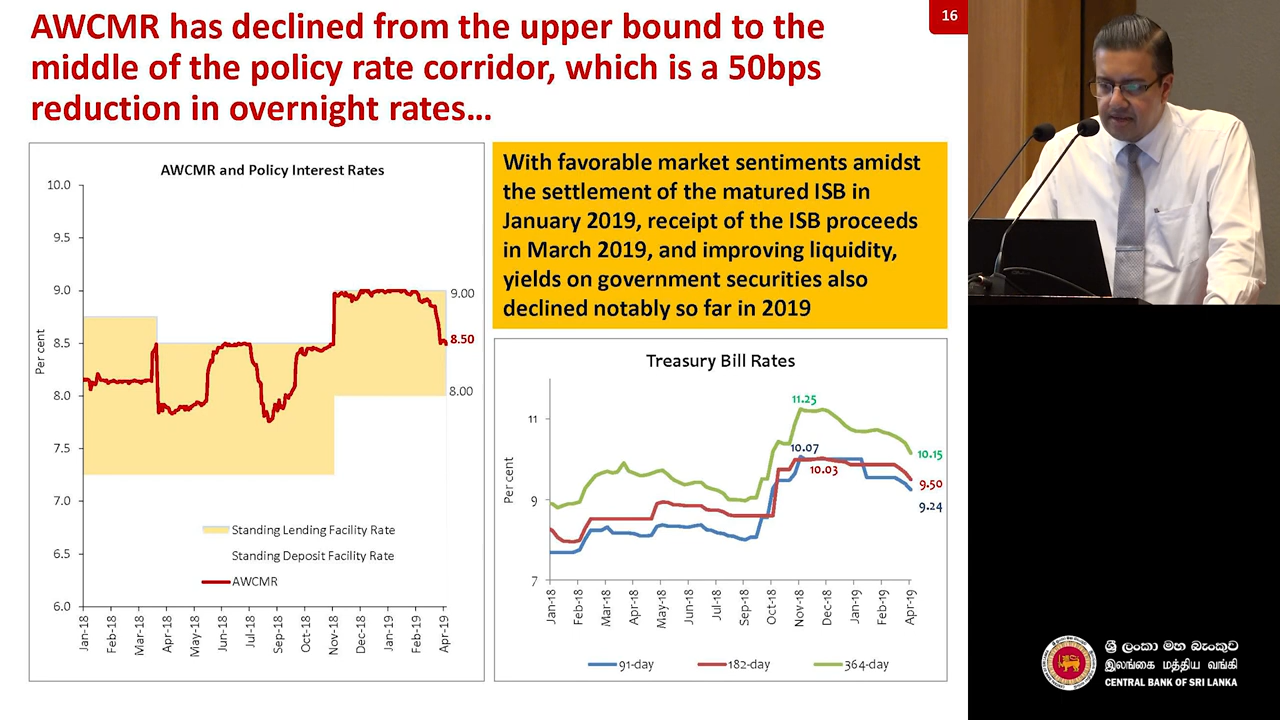 AWCMR has declined from the upper bound to the
middle of the policy rate corridor, which is a 50bps
reduction in overnight rates…
16
AWCMR and Policy Interest Rates
10.0
9.5
9.0
8.5
8.0
7.5
7.0
6.5
6.0
Per cent
9.00
8.50
8.00
Standing Lending Facility Rate
Standing Deposit Facility Rate
AWCMR
Jan-18
Feb-18
Mar-18
Apr-18
May-18
Jun-18
Jul-18
Sep-18
Oct-18
Nov-18
Dec-18
Jan-19
Feb-19
Apr-19
With favorable market sentiments amidst
the settlement of the matured ISB in
January 2019, receipt of the ISB proceeds
in March 2019, and improving liquidity,
yields on government securities also
declined notably so far in 2019
Treasury Bill Rates
11
9
7
Per cent
11.25
10.07
10.03
10.15
9.50
9.24
Jan-18
Feb-18
Mar-18
Apr-18
May-18
Jun-18
Jul-18
Sep-18
Oct-18
Nov-18
Dec-18
Jan-19
Feb-19
Apr-19
91-day
182-day
364-day
ශ්‍රී ලංකා මහ බැංකුව
இலங்கை மத்திய வங்கி
CENTRAL BANK OF SRI LANKA